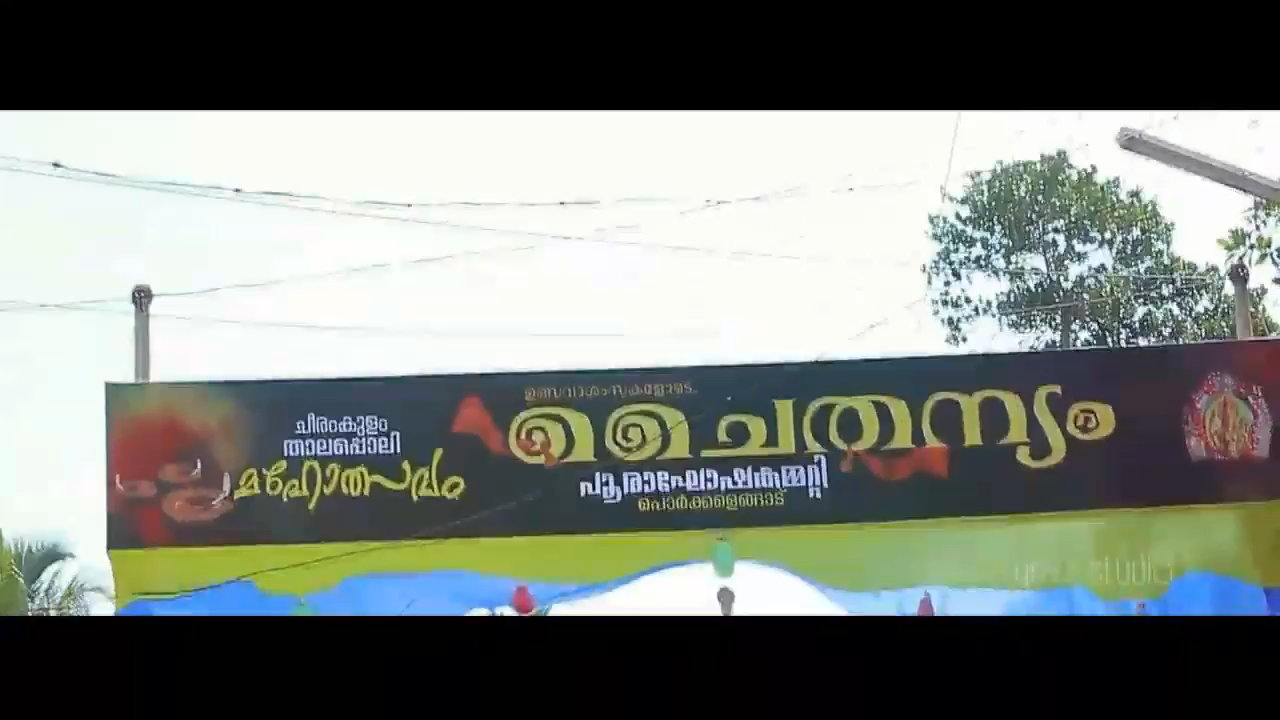 ചീരംകുളം
താലപ്പൊലി
മഹോത്സവം
ഉത്സവാശംസകളോടെ..
ചൈതന്യം
പൂരാഘോഷകമ്മറ്റി
പൊർക്കളെങ്ങാട്